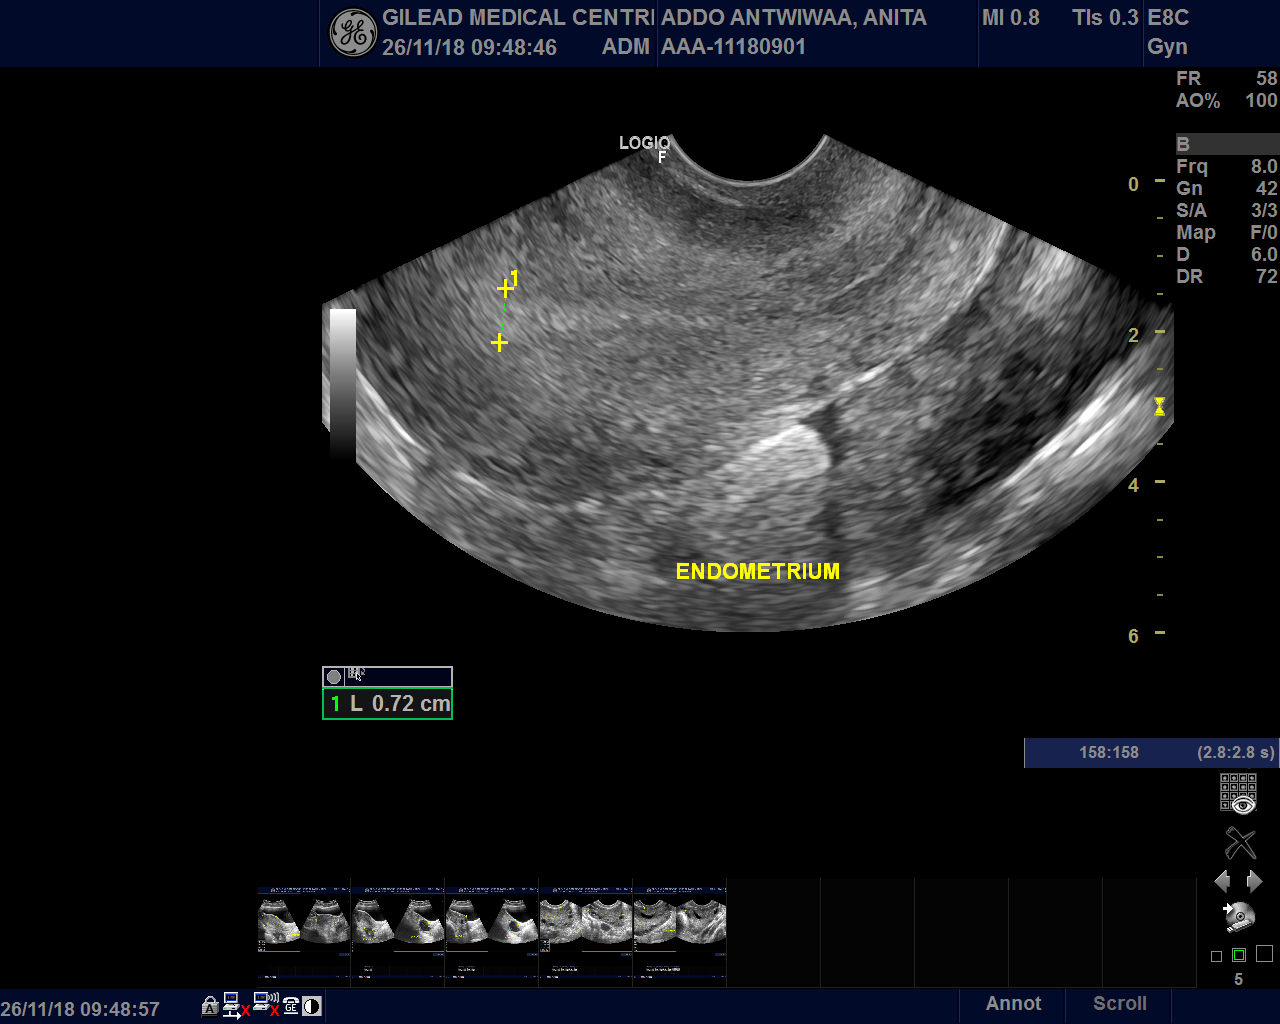 GILEAD MEDICAL CENTR
26/11/18 09:48:46 ADM
ADDO ANTWIWAA, ANITA
AAA-11180901
MI 0.8 TIs 0.3
E8C
Gyn
FR 58
AO% 100
B
Frq 8.0
Gn 42
S/A 3/3
Map F/0
D 6.0
DR 72
LOGIQ
F
0
2
4
6
1
ENDOMETRIUM
1 L 0.72 cm
158:158 (2.8:2.8 s)
5
26/11/18 09:48:57
Annot
Scroll